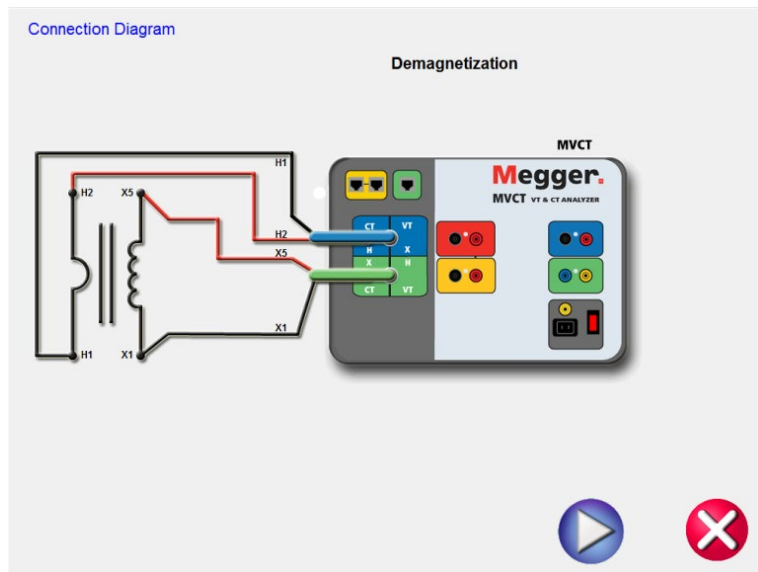 Connection Diagram
Demagnetization
MVCT
H1
Megger.
MVCT VT & CT ANALYZER
H2 X5
CT VT
H2
H X
X5
X H
CT VT
X1
H1 X1